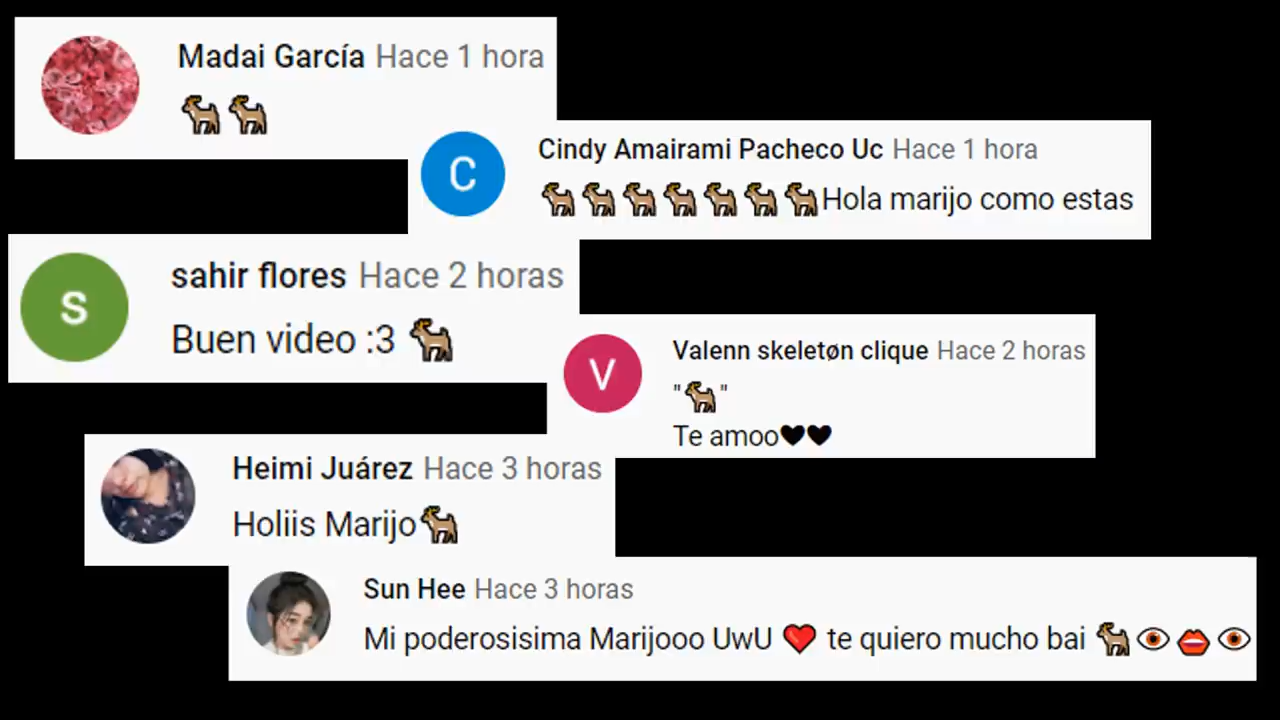 Madai García Hace 1 hora
🐐🐐
C
Cindy Amairami Pacheco Uc Hace 1 hora
🐐🐐🐐🐐🐐🐐🐐Hola marijo como estas
S
sahir flores Hace 2 horas
Buen video :3 🐐
V
Valenn skeletøn clique Hace 2 horas
"🐐"
Te amoo🖤🖤
Heimi Juárez Hace 3 horas
Holiis Marijo🐐
Sun Hee Hace 3 horas
Mi poderosisima Marijooo UwU ❤️ te quiero mucho bai 🐐👁️👄👁️